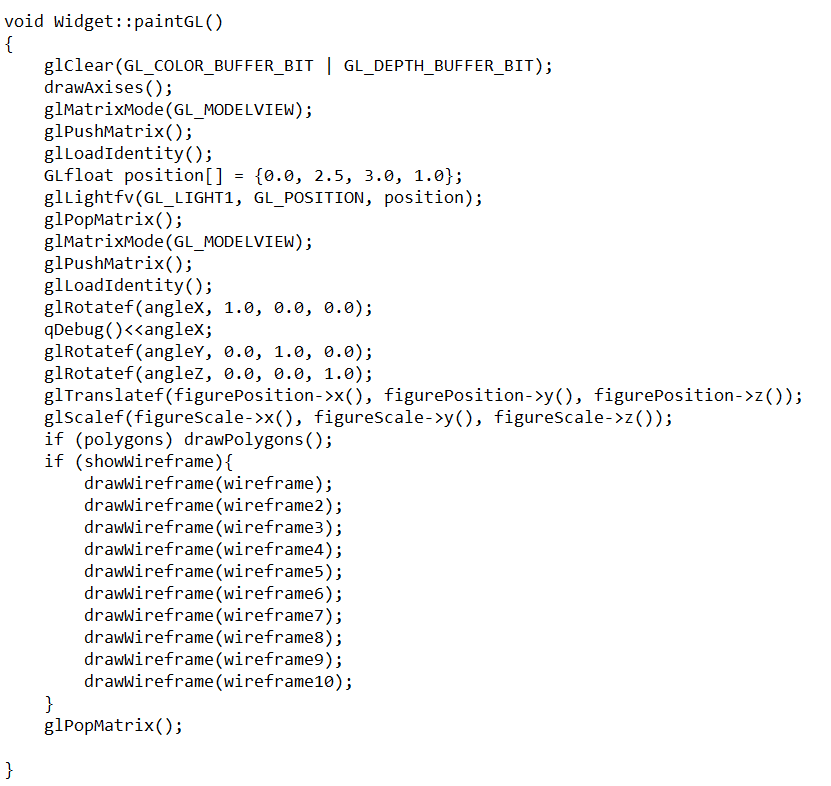 void Widget::paintGL()
{
    glClear(GL_COLOR_BUFFER_BIT | GL_DEPTH_BUFFER_BIT);
    drawAxises();
    glMatrixMode(GL_MODELVIEW);
    glPushMatrix();
    glLoadIdentity();
    GLfloat position[] = {0.0, 2.5, 3.0, 1.0};
    glLightfv(GL_LIGHT1, GL_POSITION, position);
    glPopMatrix();
    glMatrixMode(GL_MODELVIEW);
    glPushMatrix();
    glLoadIdentity();
    glRotatef(angleX, 1.0, 0.0, 0.0);
    qDebug()<<angleX;
    glRotatef(angleY, 0.0, 1.0, 0.0);
    glRotatef(angleZ, 0.0, 0.0, 1.0);
    glTranslatef(figurePosition->x(), figurePosition->y(), figurePosition->z());
    glScalef(figureScale->x(), figureScale->y(), figureScale->z());
    if (polygons) drawPolygons();
    if (showWireframe){
        drawWireframe(wireframe);
        drawWireframe(wireframe2);
        drawWireframe(wireframe3);
        drawWireframe(wireframe4);
        drawWireframe(wireframe5);
        drawWireframe(wireframe6);
        drawWireframe(wireframe7);
        drawWireframe(wireframe8);
        drawWireframe(wireframe9);
        drawWireframe(wireframe10);
    }
    glPopMatrix();

}